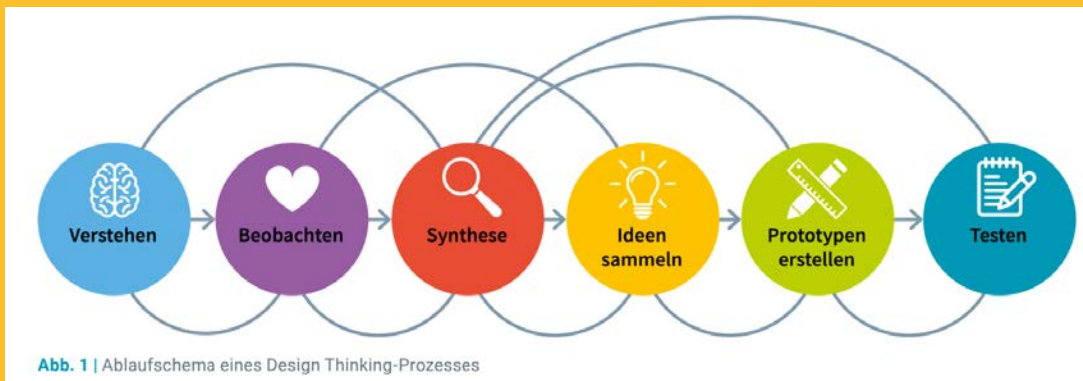 Verstehen
Beobachten
Synthese
Ideen
sammeln
Prototypen
erstellen
Testen
Abb. 1 | Ablaufschema eines Design Thinking-Prozesses